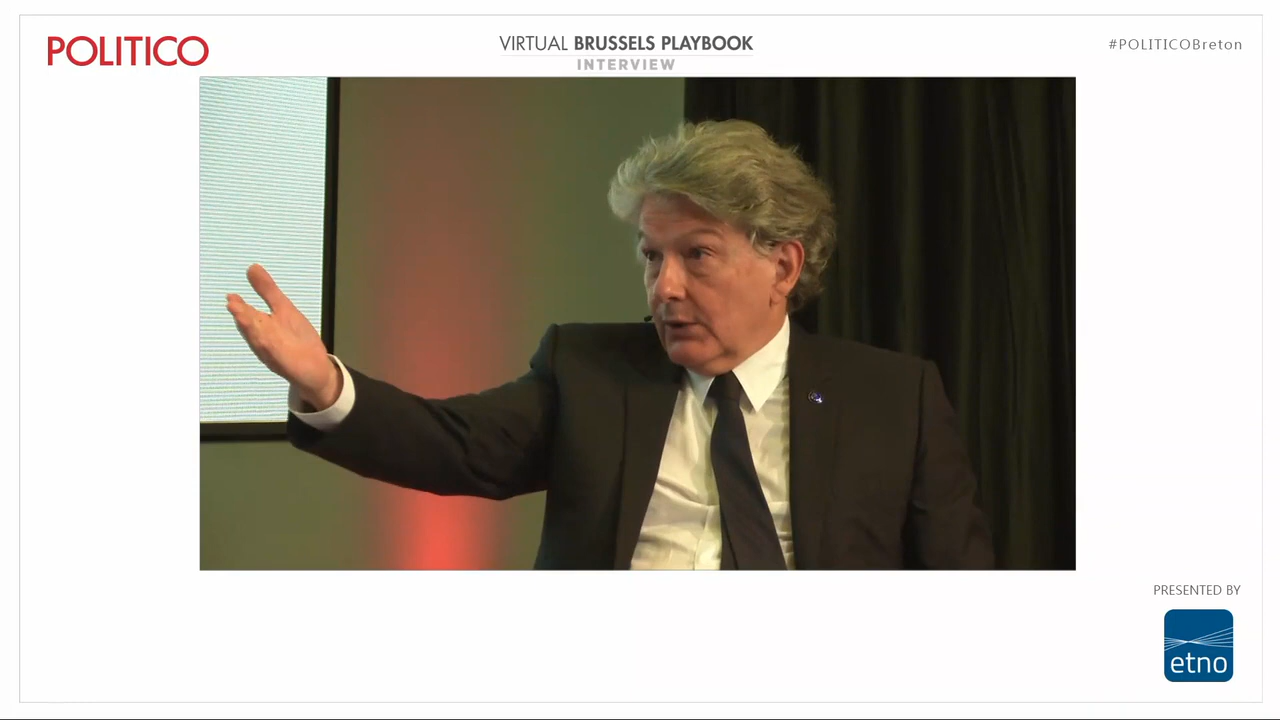 POLITICO
VIRTUAL BRUSSELS PLAYBOOK
INTERVIEW
#POLITICOBreton
PRESENTED BY
etno